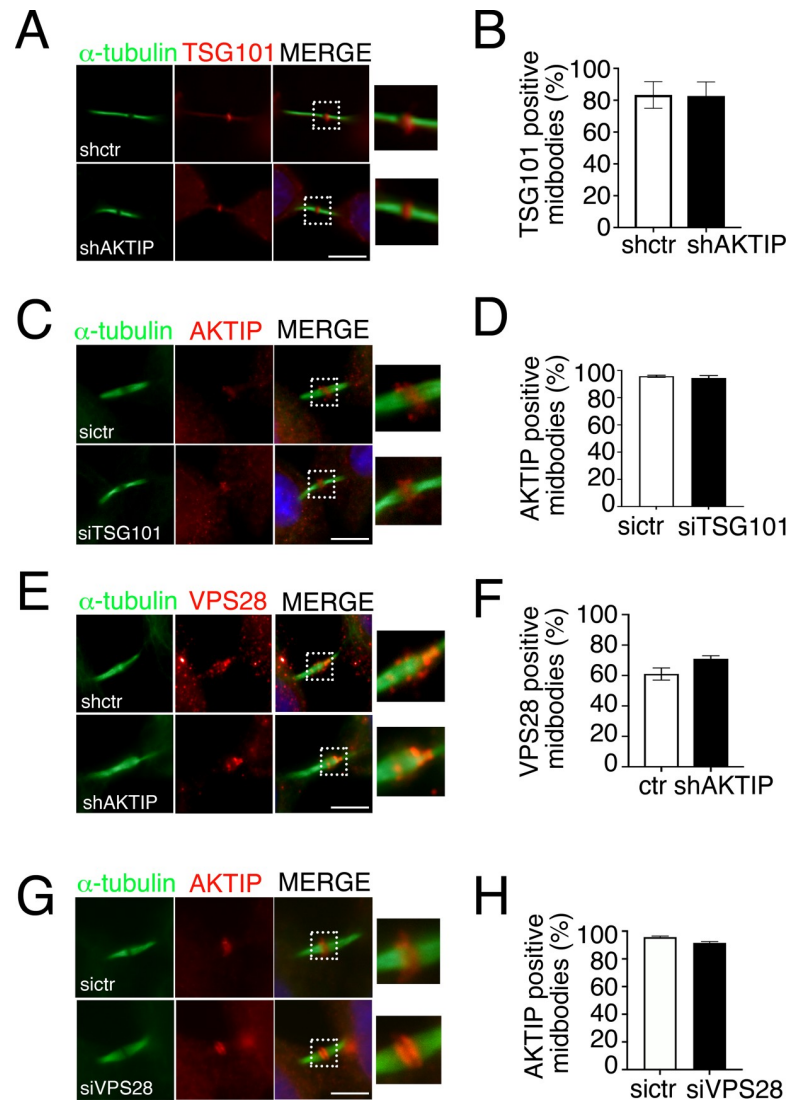 A
α-tubulin TSG101 MERGE
shctr
shAKTIP
B
TSG101 positive
midbodies (%)
100
80
60
40
20
0
shctr shAKTIP
C
α-tubulin AKTIP MERGE
sictr
siTSG101
D
AKTIP positive
midbodies (%)
100
80
60
40
20
0
sictr siTSG101
E
α-tubulin VPS28 MERGE
shctr
shAKTIP
F
VPS28 positive
midbodies (%)
100
80
60
40
20
0
ctr shAKTIP
G
α-tubulin AKTIP MERGE
sictr
siVPS28
H
AKTIP positive
midbodies (%)
100
80
60
40
20
0
sictr siVPS28